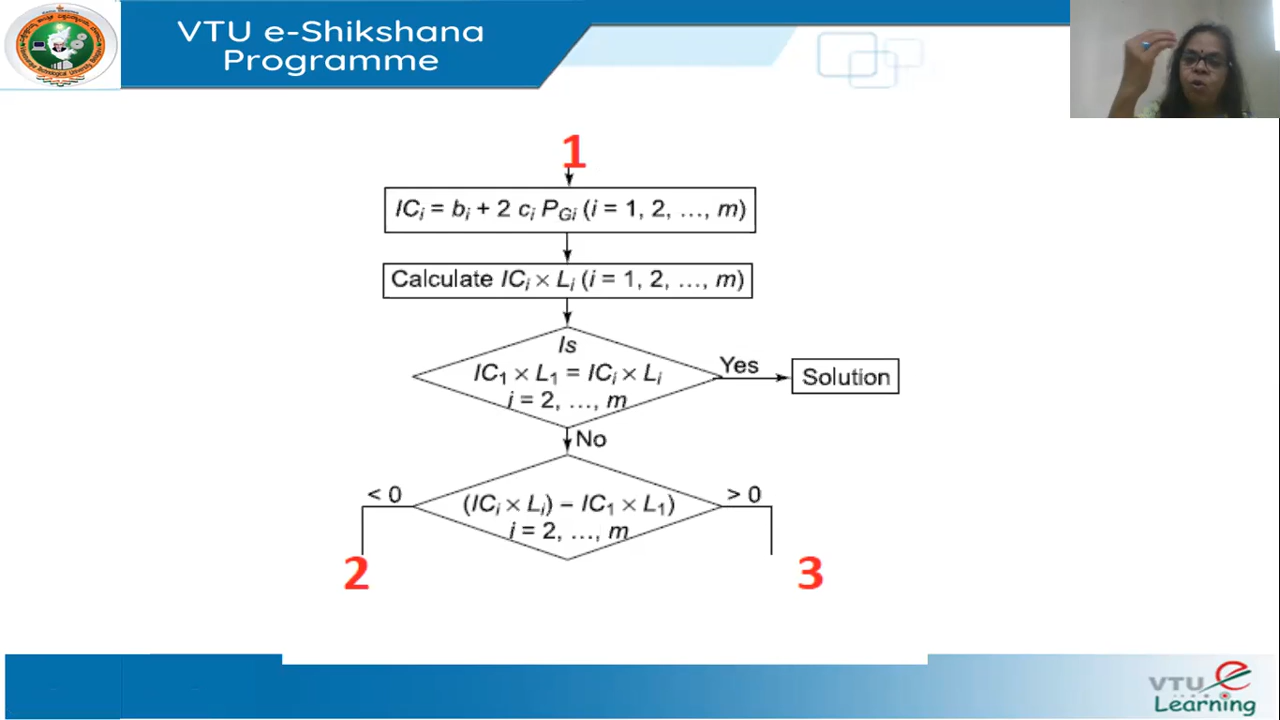 VTU e-Shikshana
Programme
1
ICi = bi + 2 ci PGi (i = 1, 2, ..., m)
Calculate ICi × Li (i = 1, 2, ..., m)
Is
IC1 × L1 = ICi × Li
i = 2, ..., m
Yes
Solution
No
< 0
(ICi × Li) – IC1 × L1)
i = 2, ..., m
> 0
2
3
VTU e
Learning